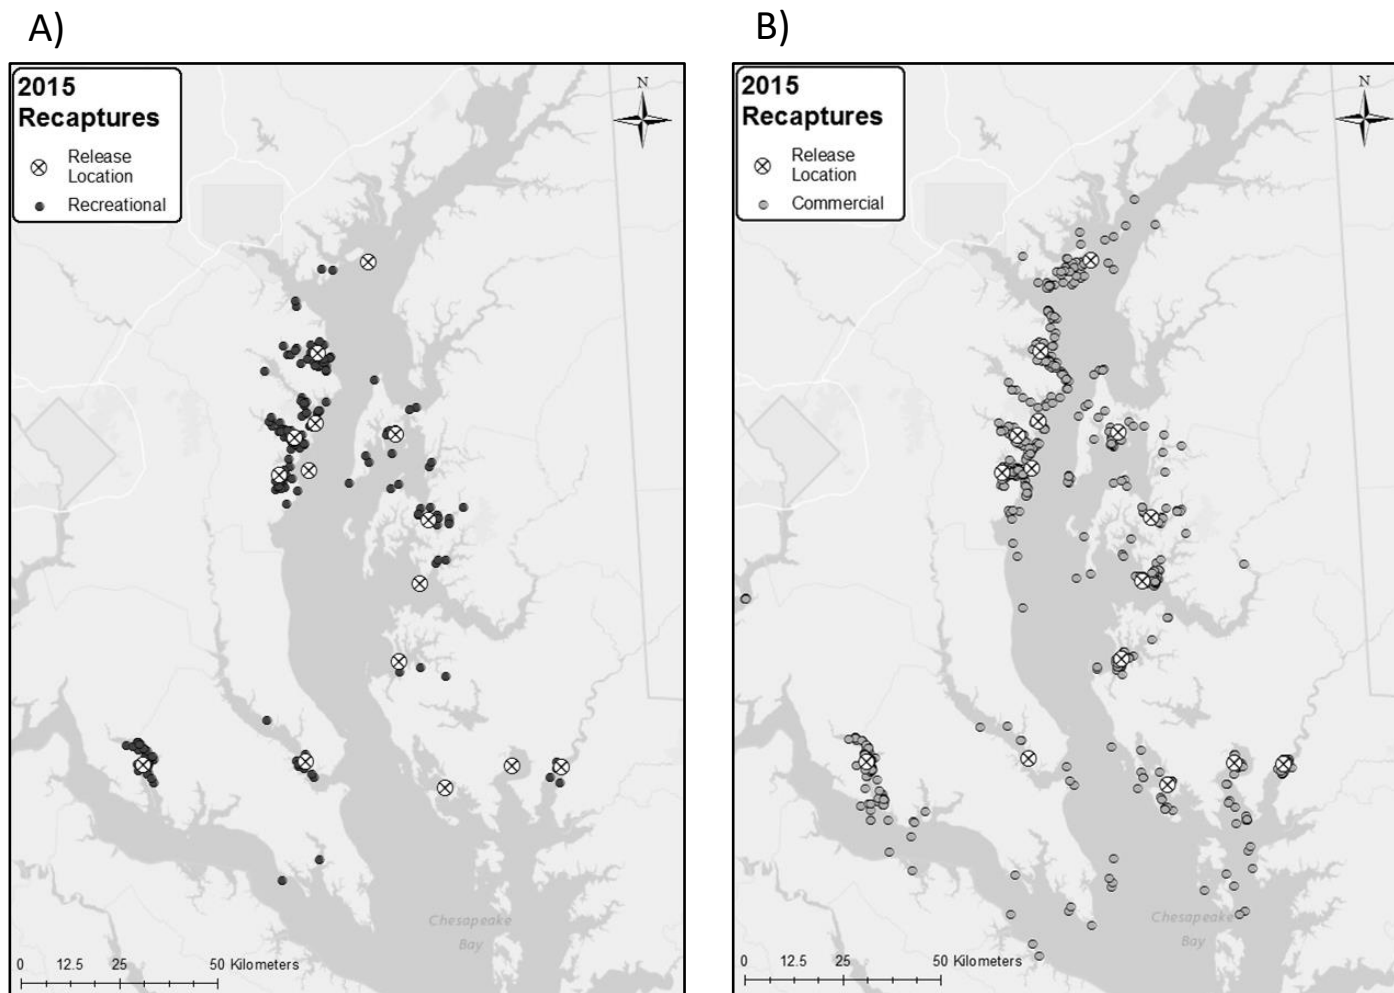 A)
2015
Recaptures
Release
Location
Recreational
N
Chesapeake
Bay
0 12.5 25 50 Kilometers
B)
2015
Recaptures
Release
Location
Commercial
N
Chesapeake
Bay
0 12.5 25 50 Kilometers